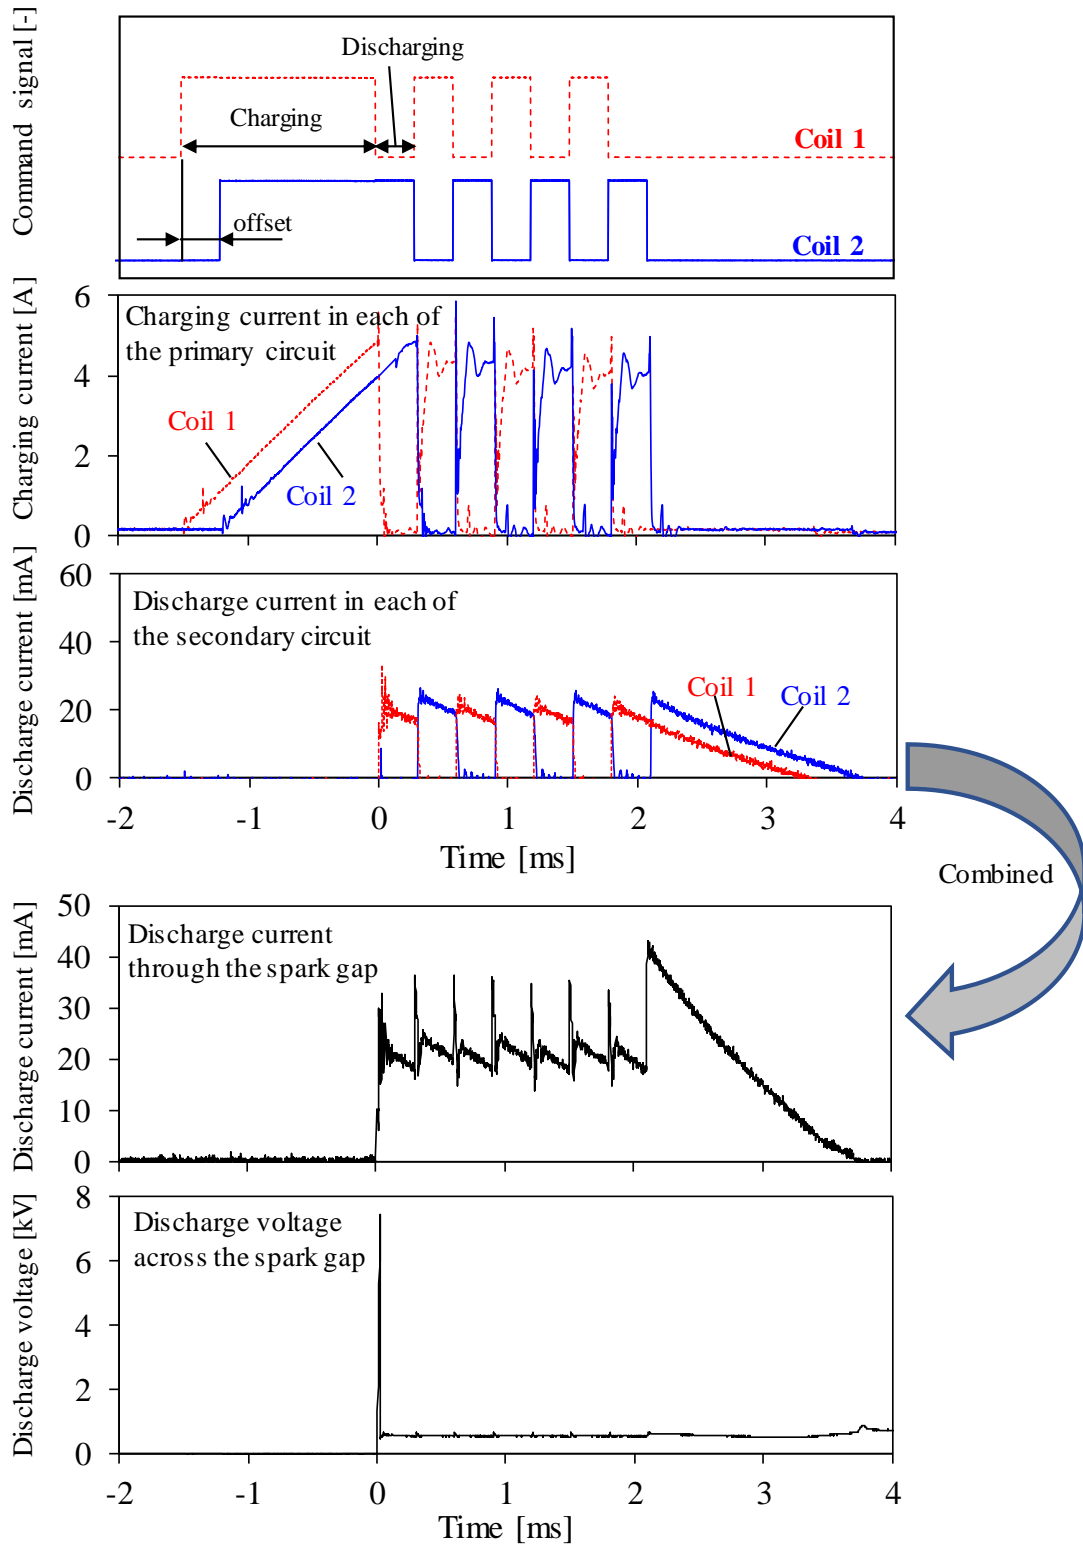 Command signal [-]
Discharging
Charging
Coil 1
offset
Coil 2
Charging current [A]
6
4
2
0
Charging current in each of
the primary circuit
Coil 1
Coil 2
Discharge current [mA]
60
40
20
0
Discharge current in each of
the secondary circuit
Coil 1
Coil 2
-2 -1 0 1 2 3 4
Time [ms]
Combined
Discharge current [mA]
50
40
30
20
10
0
Discharge current
through the spark gap
Discharge voltage [kV]
8
6
4
2
0
Discharge voltage
across the spark gap
-2 -1 0 1 2 3 4
Time [ms]